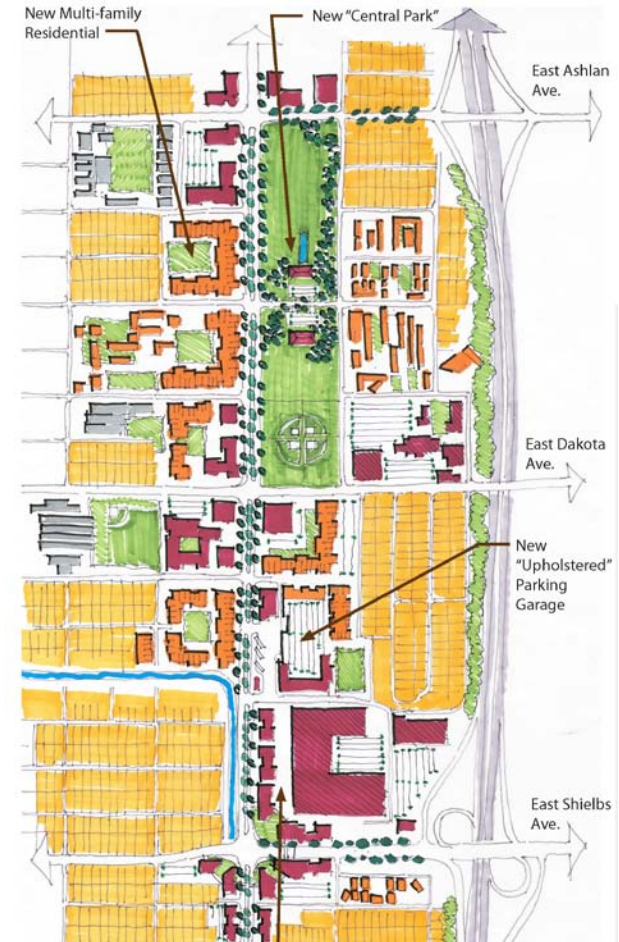 New Multi-family
Residential
New "Central Park"
East Ashlan
Ave.
East Dakota
Ave.
New
"Upholstered"
Parking
Garage
East Shielbs
Ave.